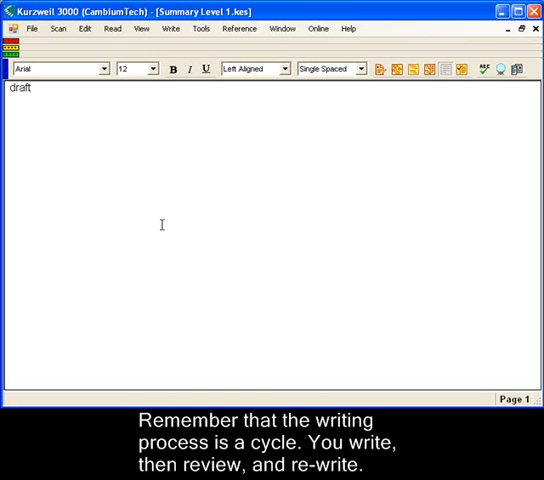 Kurzweil 3000 (CambiumTech) - [Summary Level 1.kes]
File Scan Edit Read View Write Tools Reference Window Online Help
Arial 12 B I U Left Aligned Single Spaced
draft
Page 1
Remember that the writing
process is a cycle. You write,
then review, and re-write.